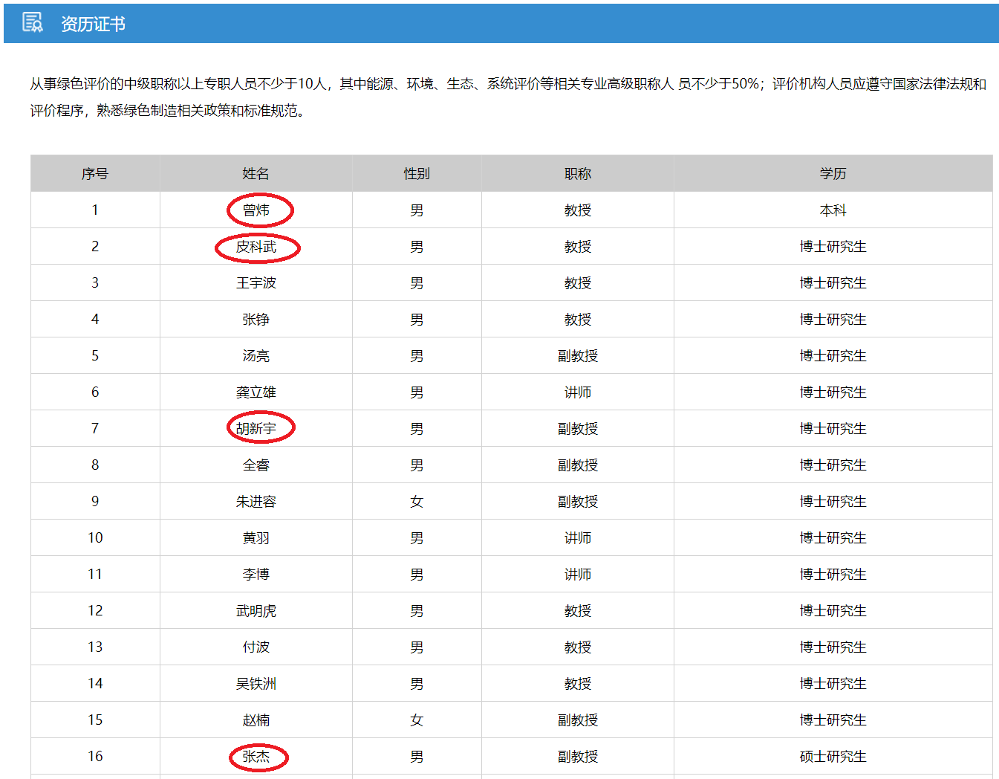 资历证书
从事绿色评价的中级职称以上专职人员不少于10人，其中能源、环境、生态、系统评价等相关专业高级职称人 员不少于50%；评价机构人员应遵守国家法律法规和
评价程序，熟悉绿色制造相关政策和标准规范。
序号 姓名 性别 职称 学历
1 曾炜 男 教授 本科
2 皮科武 男 教授 博士研究生
3 王宇波 男 教授 博士研究生
4 张铮 男 教授 博士研究生
5 汤亮 男 副教授 博士研究生
6 龚立雄 男 讲师 博士研究生
7 胡新宇 男 副教授 博士研究生
8 全睿 男 副教授 博士研究生
9 朱进容 女 副教授 博士研究生
10 黄羽 男 讲师 博士研究生
11 李博 男 讲师 博士研究生
12 武明虎 男 教授 博士研究生
13 付波 男 教授 博士研究生
14 吴铁洲 男 教授 博士研究生
15 赵楠 女 副教授 博士研究生
16 张杰 男 副教授 硕士研究生